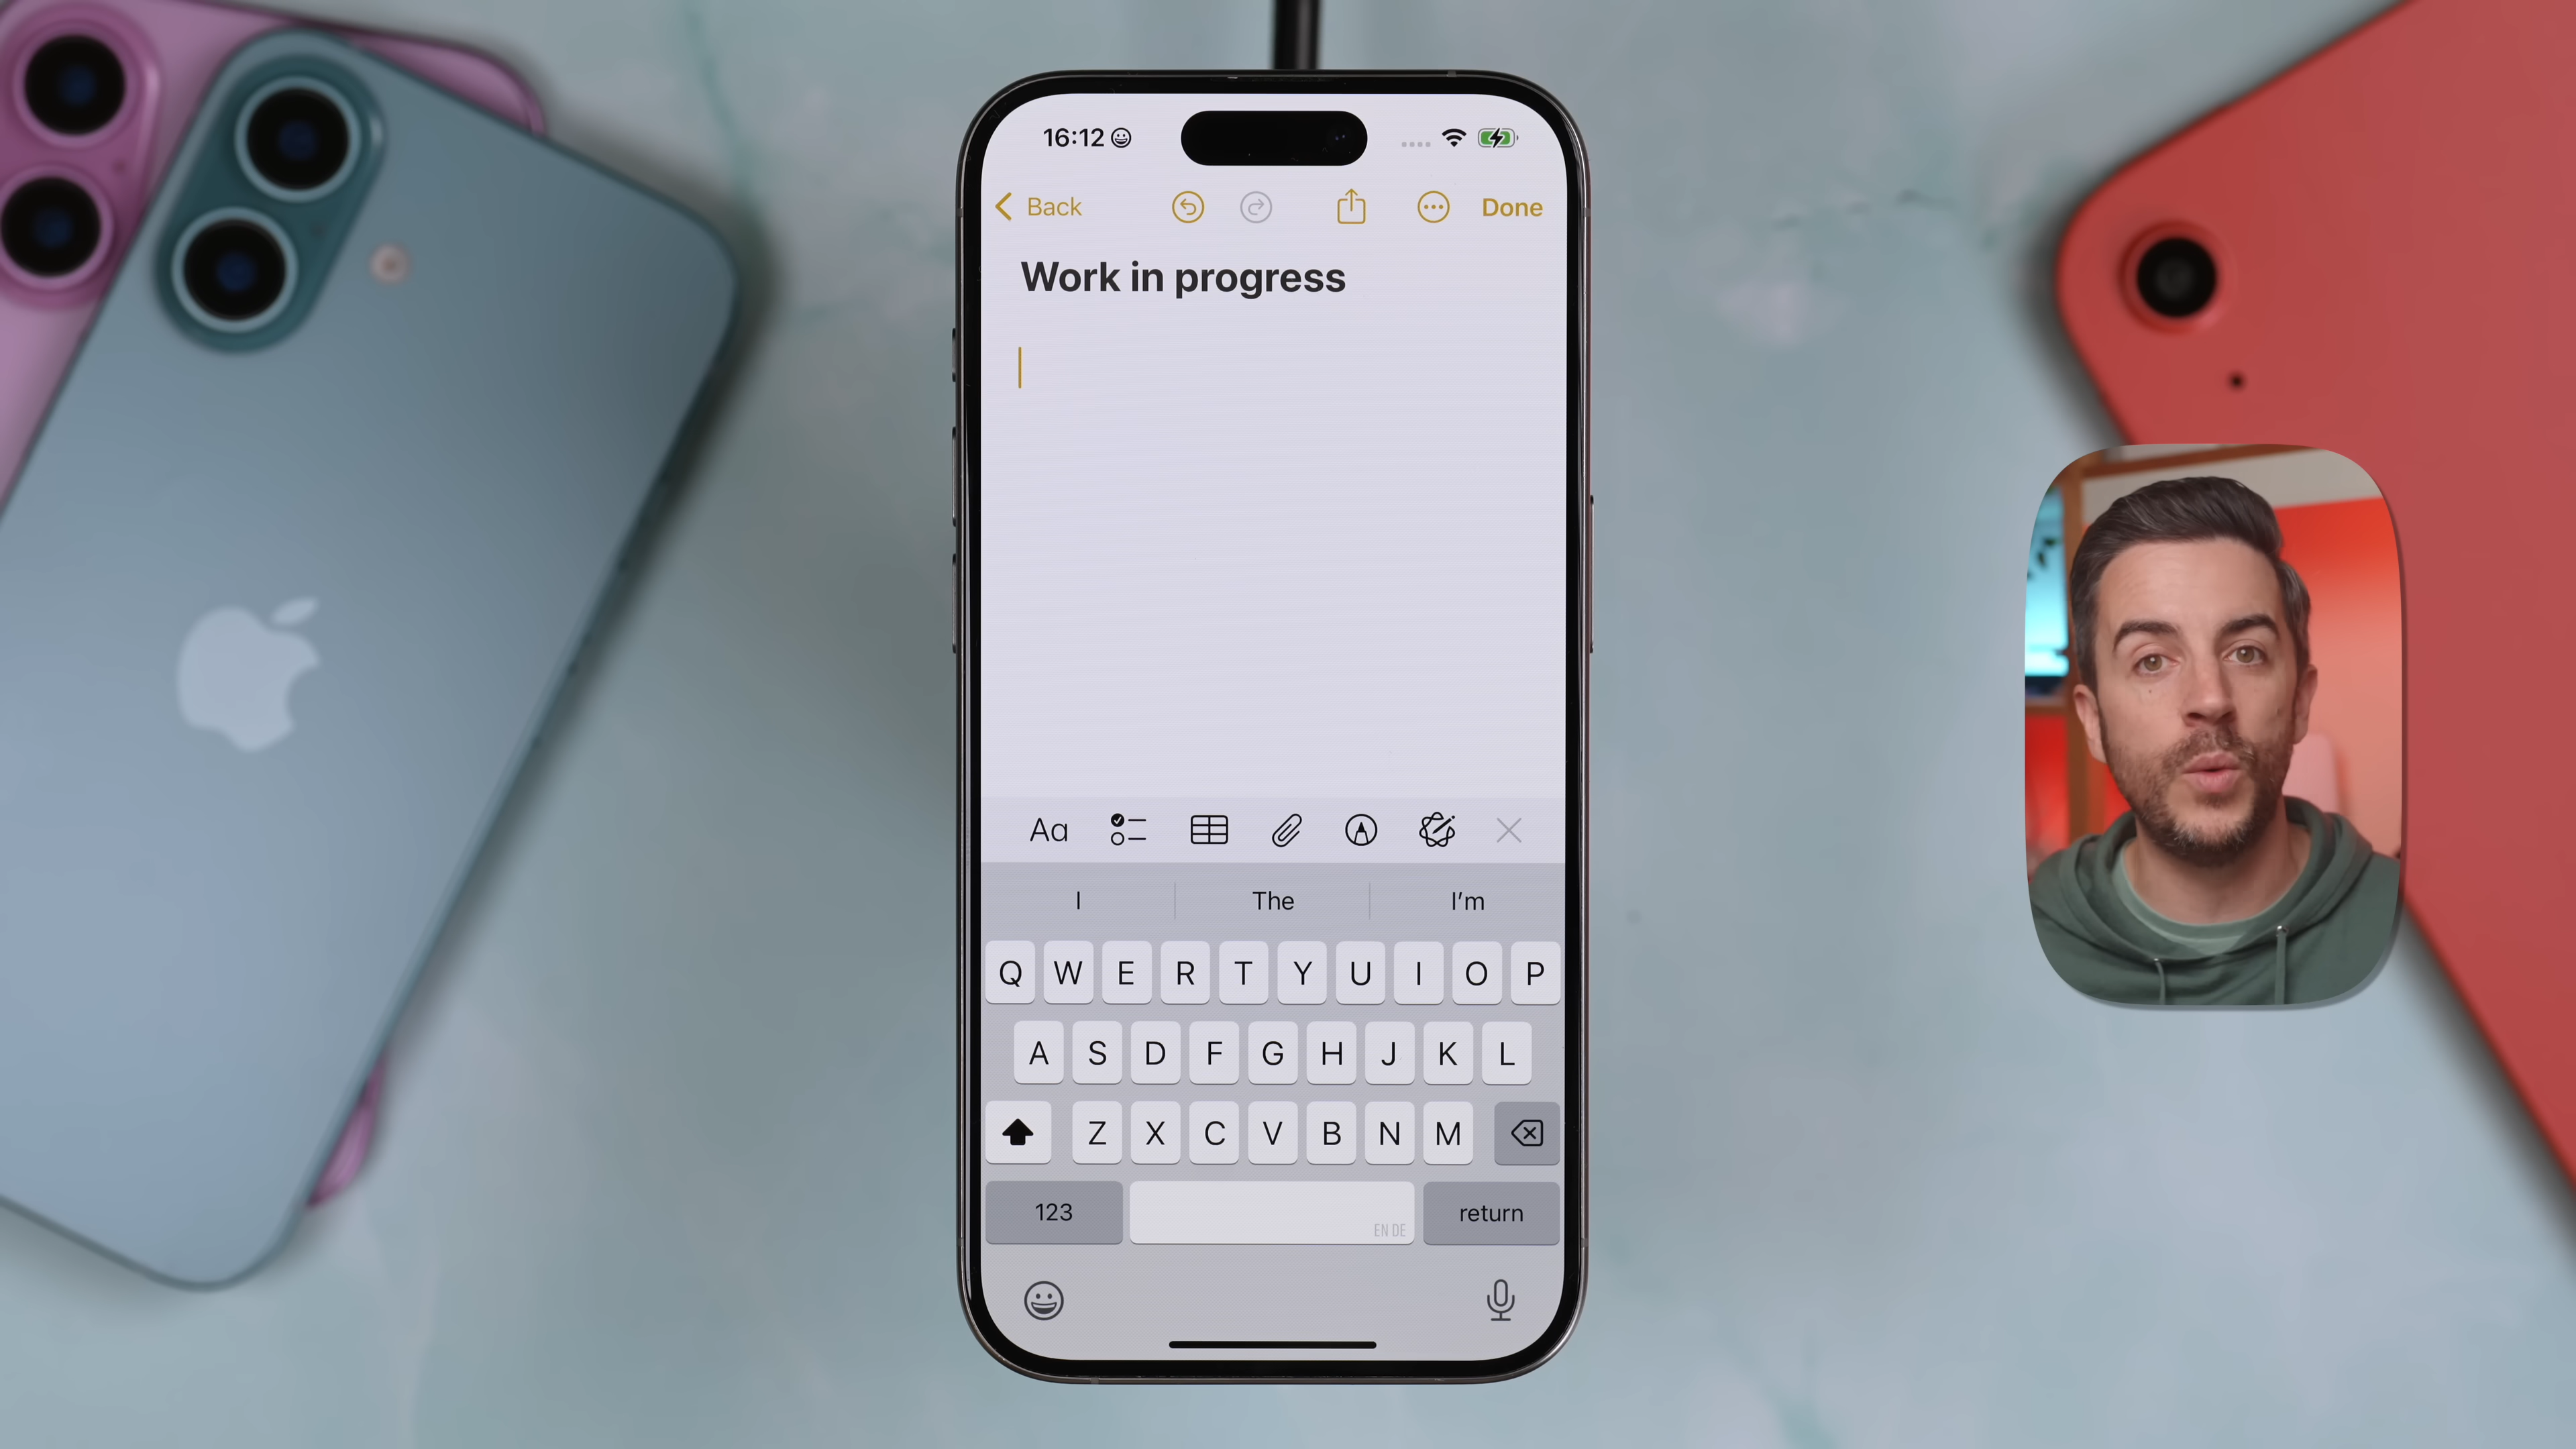 16:12
Back
Done
Work in progress
Aa
I The I'm
Q W E R T Y U I O P
A S D F G H J K L
Z X C V B N M
123 EN DE return